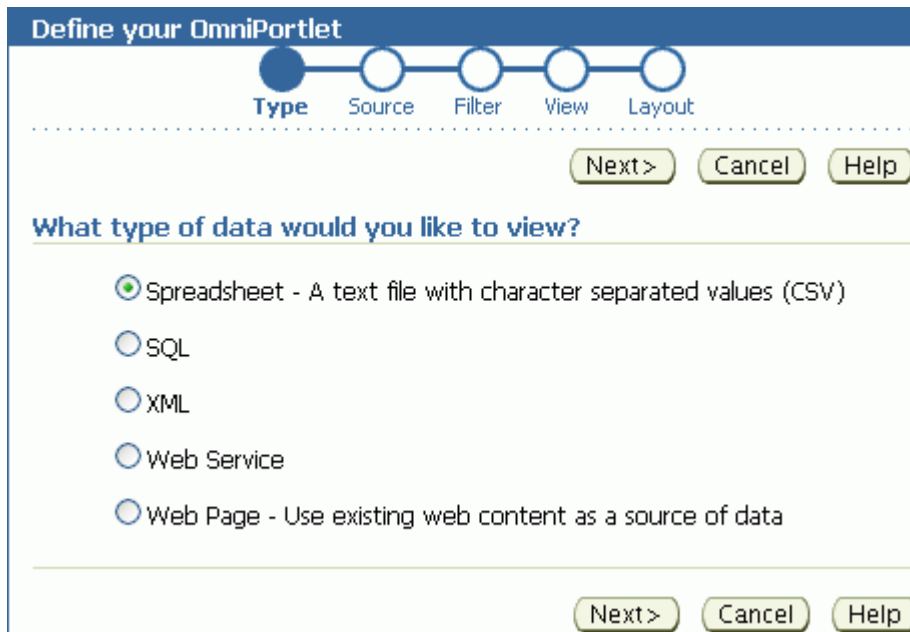 Define your OmniPortlet
Type Source Filter View Layout
Next> Cancel Help
What type of data would you like to view?
Spreadsheet - A text file with character separated values (CSV)
SQL
XML
Web Service
Web Page - Use existing web content as a source of data
Next> Cancel Help